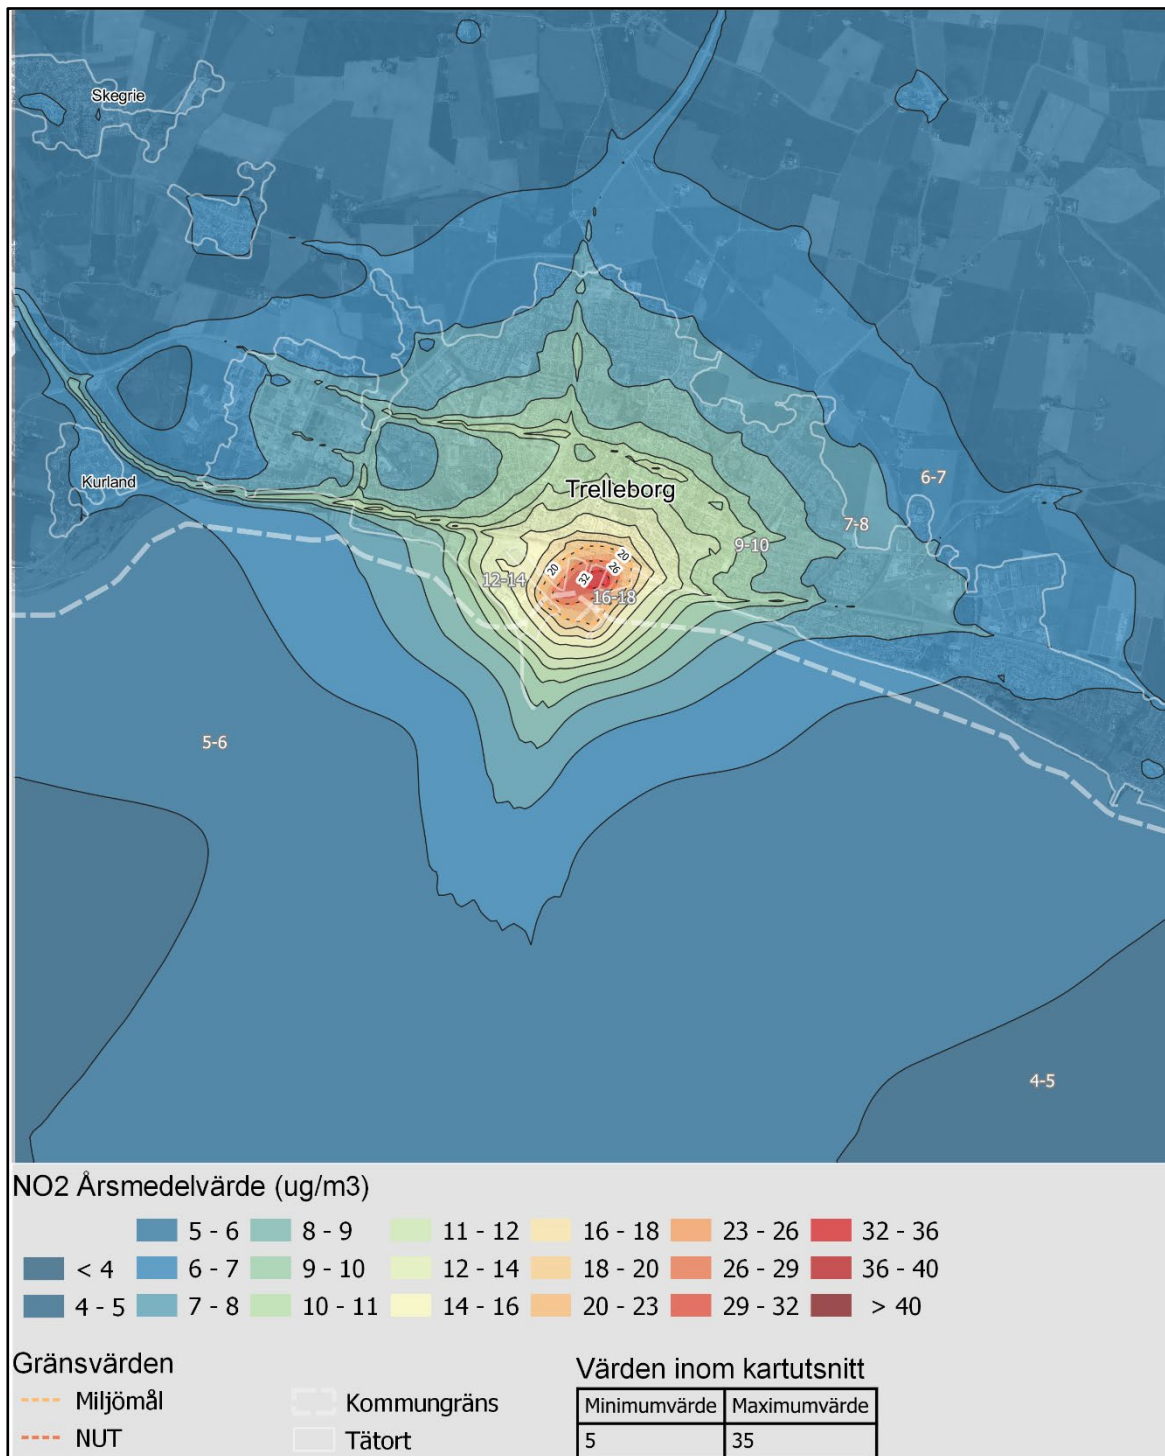 Skegrie
Kurland
Trelleborg
6-7
7-8
9-10
12-14
20
20
26
32
16-18
5-6
4-5
NO2 Årsmedelvärde (ug/m3)
5 - 6 8 - 9 11 - 12 16 - 18 23 - 26 32 - 36
< 4 6 - 7 9 - 10 12 - 14 18 - 20 26 - 29 36 - 40
4 - 5 7 - 8 10 - 11 14 - 16 20 - 23 29 - 32 > 40
Gränsvärden
Miljömål
NUT
Kommungräns
Tätort
Värden inom kartutsnitt
Minimumvärde Maximumvärde
5 35